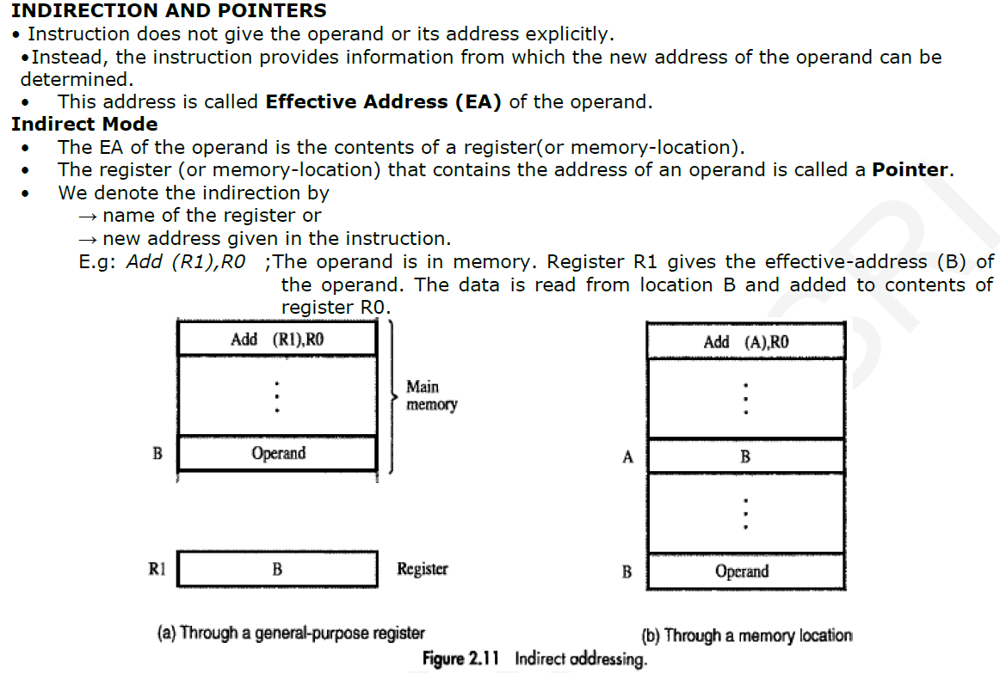 INDIRECTION AND POINTERS
• Instruction does not give the operand or its address explicitly.
•Instead, the instruction provides information from which the new address of the operand can be
determined.
• This address is called Effective Address (EA) of the operand.
Indirect Mode
• The EA of the operand is the contents of a register(or memory-location).
• The register (or memory-location) that contains the address of an operand is called a Pointer.
• We denote the indirection by
→ name of the register or
→ new address given in the instruction.
E.g: Add (R1),R0 ;The operand is in memory. Register R1 gives the effective-address (B) of
the operand. The data is read from location B and added to contents of
register R0.
Add (R1),R0
⋮
Main
memory
B Operand
R1 B Register
(a) Through a general-purpose register
Add (A),R0
⋮
A B
⋮
B Operand
(b) Through a memory location
Figure 2.11 Indirect addressing.